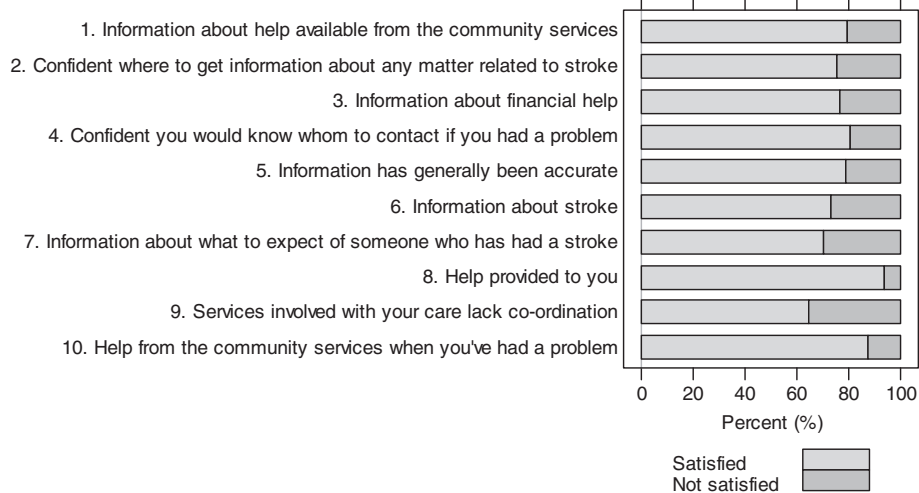 1. Information about help available from the community services
2. Confident where to get information about any matter related to stroke
3. Information about financial help
4. Confident you would know whom to contact if you had a problem
5. Information has generally been accurate
6. Information about stroke
7. Information about what to expect of someone who has had a stroke
8. Help provided to you
9. Services involved with your care lack co-ordination
10. Help from the community services when you've had a problem
0 20 40 60 80 100
Percent (%)
Satisfied
Not satisfied